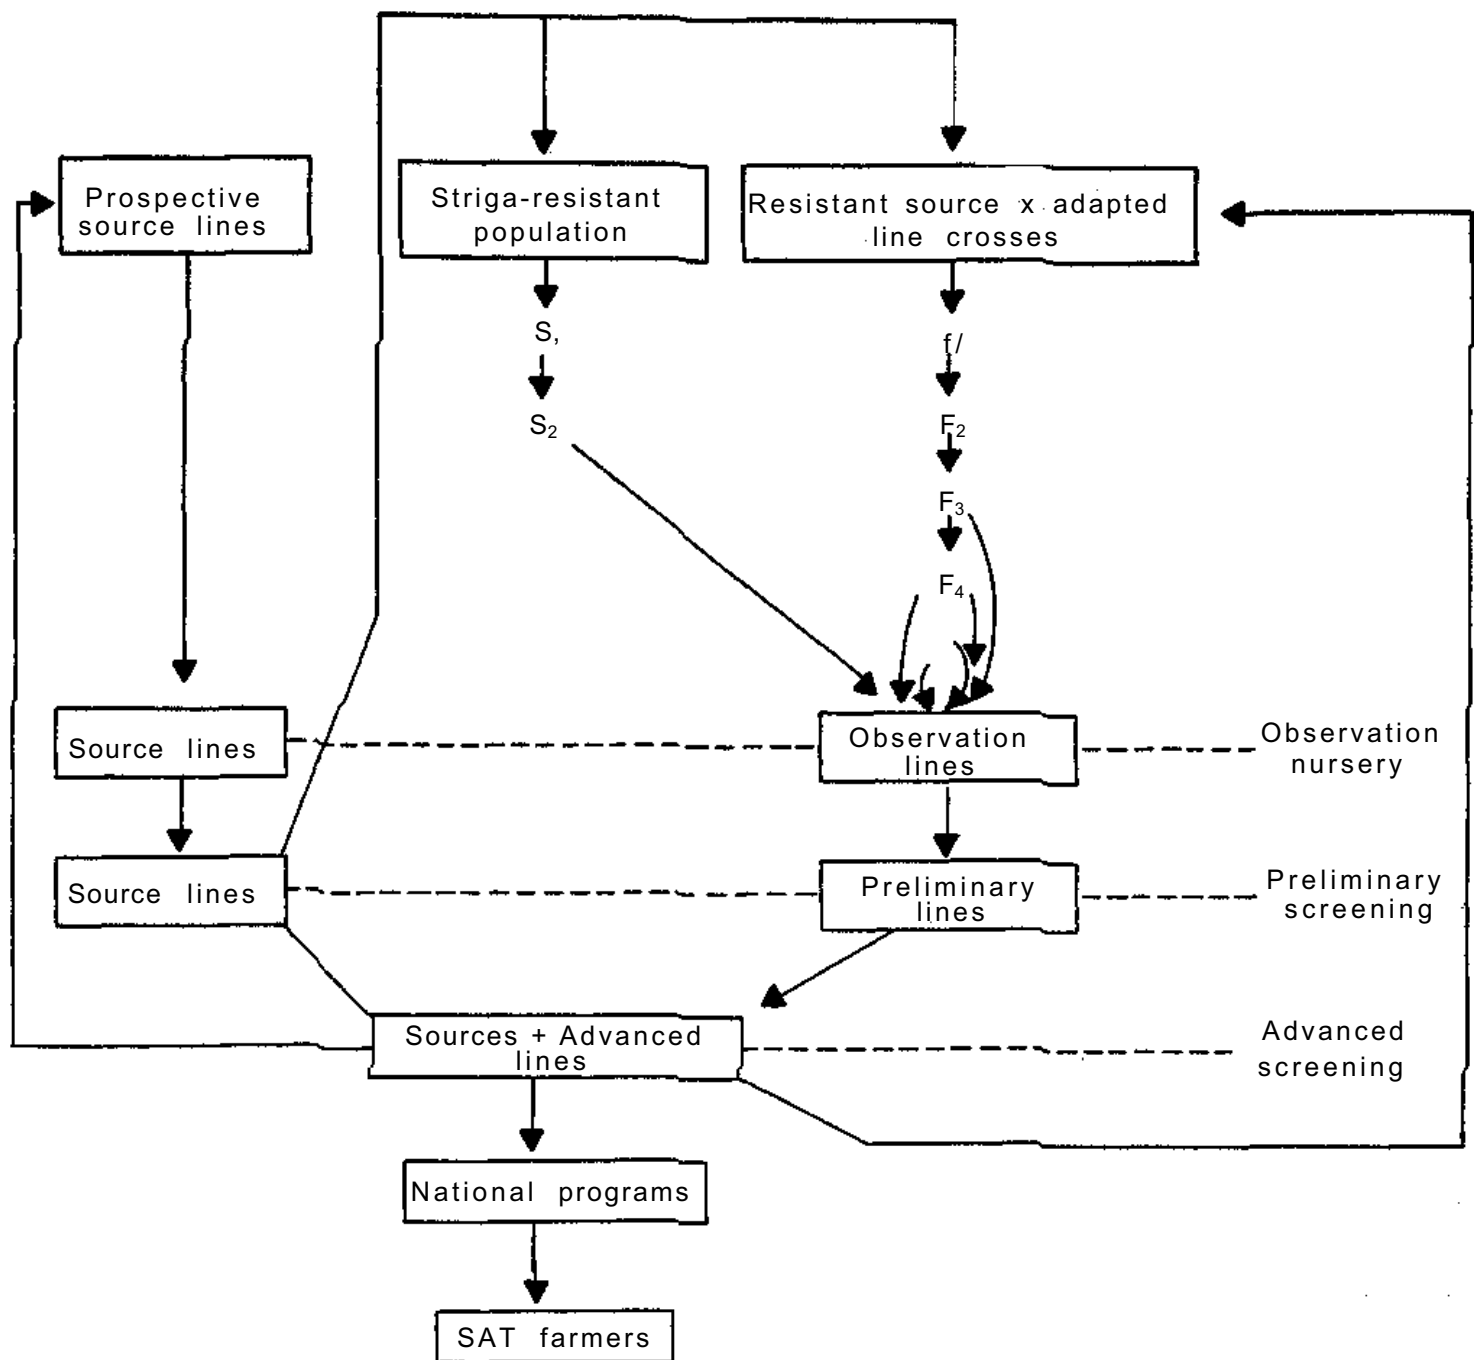 Prospective
source lines
Striga-resistant
population
Resistant source x adapted
line crosses
S,
f/
S2
F2
F3
F4
Source lines
Observation
lines
Observation
nursery
Source lines
Preliminary
lines
Preliminary
screening
Sources + Advanced
lines
Advanced
screening
National programs
SAT farmers